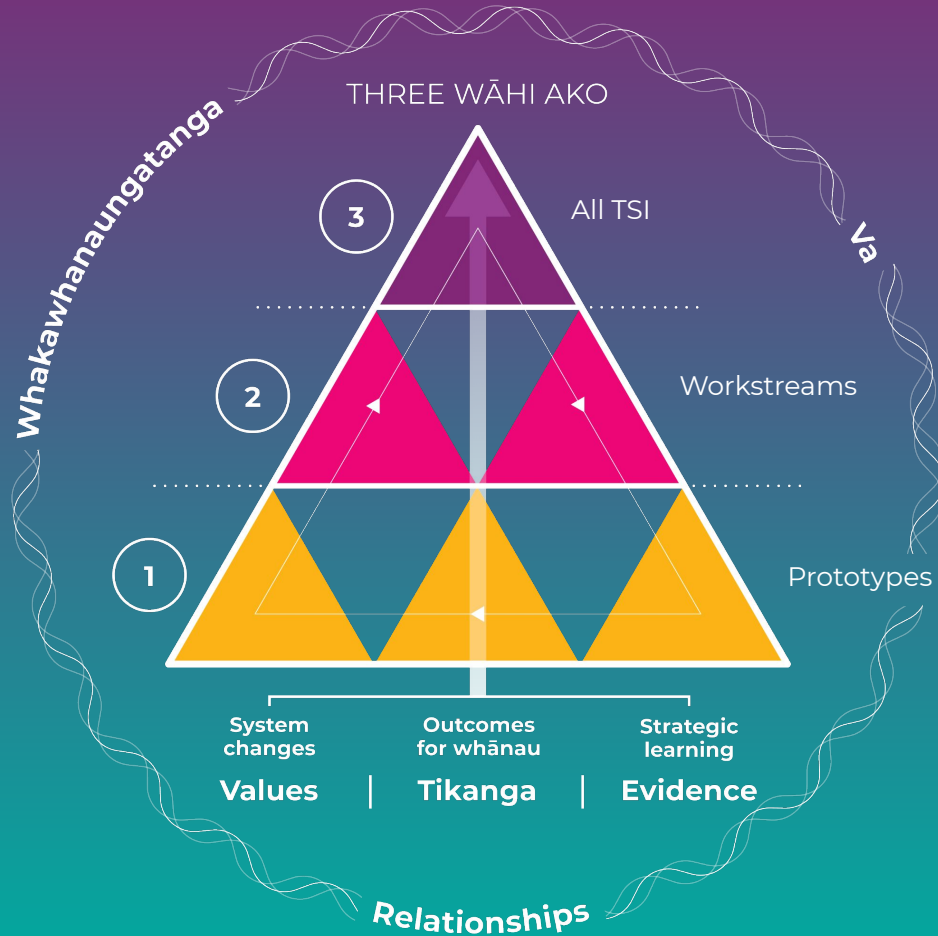 THREE WĀHI AKO
Whakawhanaungatanga
Va
3
All TSI
2
Workstreams
1
Prototypes
System
changes
Outcomes
for whānau
Strategic
learning
Values | Tikanga | Evidence
Relationships